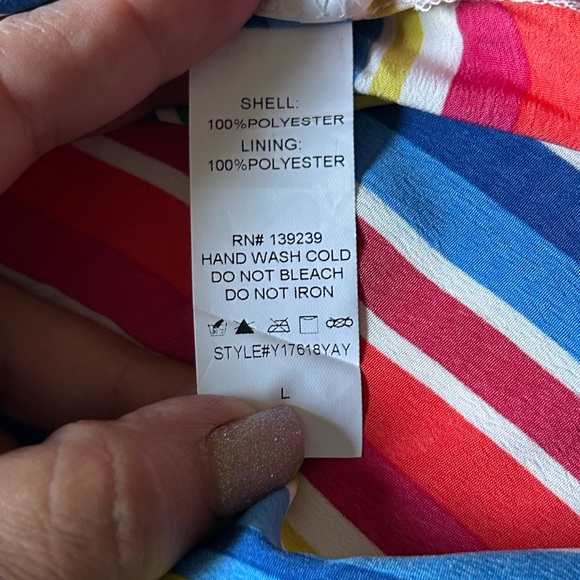 SHELL:
100%POLYESTER
LINING:
100%POLYESTER
RN# 139239
HAND WASH COLD
DO NOT BLEACH
DO NOT IRON
STYLE#Y17618YAY
L